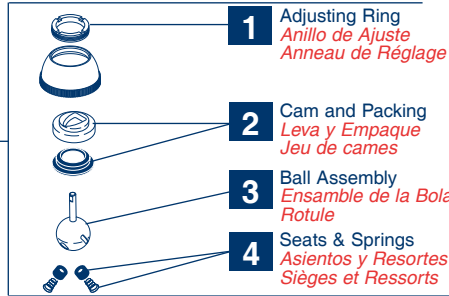 1 Adjusting Ring
Anillo de Ajuste
Anneau de Réglage
2 Cam and Packing
Leva y Empaque
Jeu de cames
3 Ball Assembly
Ensamble de la Bola
Rotule
4 Seats & Springs
Asientos y Resortes
Sièges et Ressorts